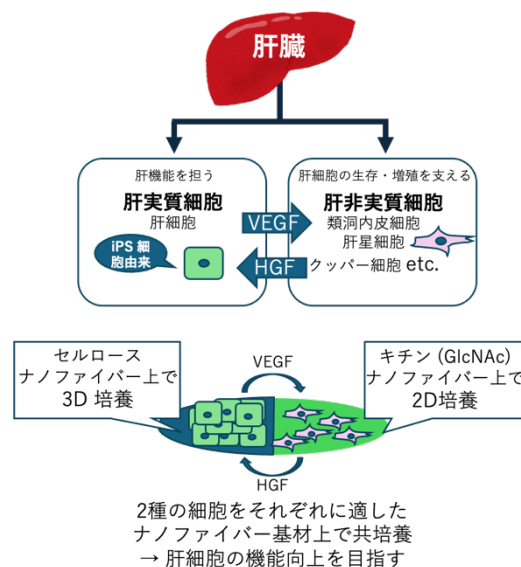 肝臓
肝機能を担う
肝実質細胞
肝細胞
iPS 細
胞由来
VEGF
HGF
肝細胞の生存・増殖を支える
肝非実質細胞
類洞内皮細胞
肝星細胞
クッパー細胞 etc.
セルロース
ナノファイバー上で
3D 培養
VEGF
HGF
キチン (GlcNAc)
ナノファイバー上で
2D培養
2種の細胞をそれぞれに適した
ナノファイバー基材上で共培養
→ 肝細胞の機能向上を目指す